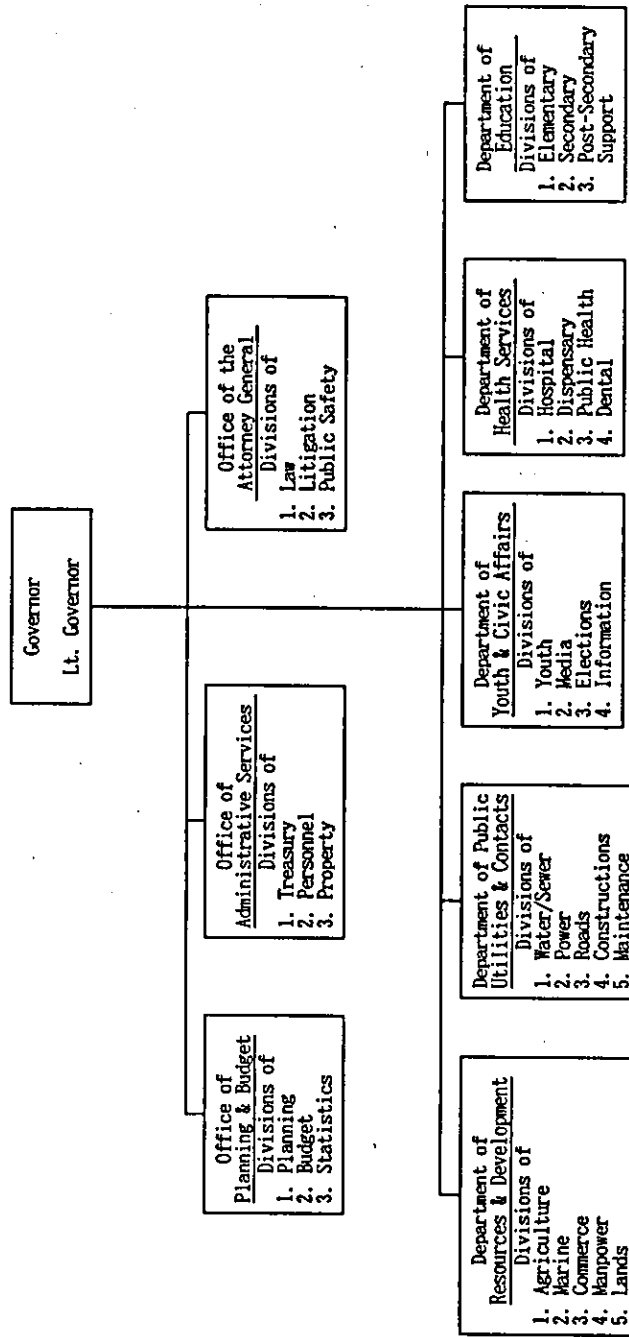 Governor
Lt. Governor
Office of
Planning & Budget
Divisions of
1. Planning
2. Budget
3. Statistics
Office of
Administrative Services
Divisions of
1. Treasury
2. Personnel
3. Property
Office of the
Attorney General
Divisions of
1. Law
2. Litigation
3. Public Safety
Department of
Resources & Development
Divisions of
1. Agriculture
2. Marine
3. Commerce
4. Manpower
5. Lands
Department of Public
Utilities & Contacts
Divisions of
1. Water/Sewer
2. Power
3. Roads
4. Constructions
5. Maintenance
Department of
Youth & Civic Affairs
Divisions of
1. Youth
2. Media
3. Elections
4. Information
Department of
Health Services
Divisions of
1. Hospital
2. Dispensary
3. Public Health
4. Dental
Department of
Education
Divisions of
1. Elementary
2. Secondary
3. Post-Secondary
Support